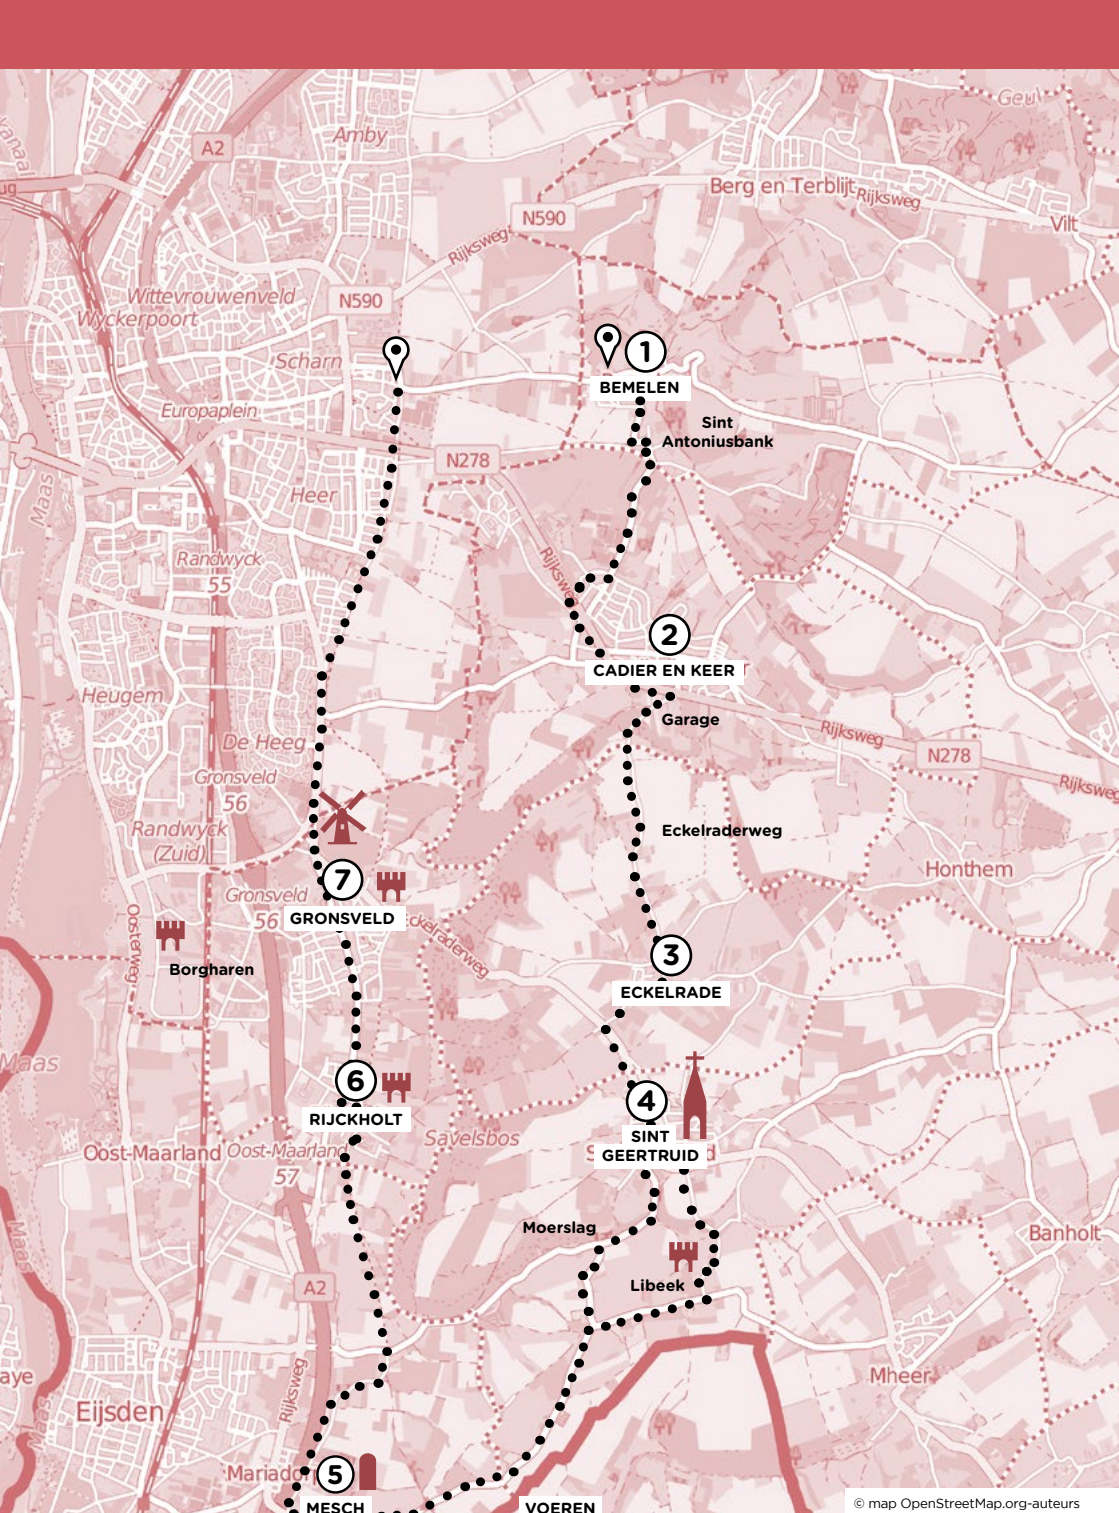 Geul
Amby
A2
Berg en Terblijt
Rijksweg
N590
Vilt
Rijksweg
Wittevrouwenveld
Wyckerpoort
N590
Scharn
1
BEMELEN
Europaplein
Sint
Antoniusbank
N278
Maas
Heer
Randwyck
55
Rijksweg
2
CADIER EN KEER
Heugem
Garage
De Heeg
Rijksweg
N278
Gronsveld
56
Rijksweg
Randwyck
(Zuid)
Eckelraderweg
Honthem
7
Gronsveld
56
GRONSVELD
Eckelraderweg
Oosterweg
Borgharen
3
ECKELRADE
Maas
6
RIJCKHOLT
4
SINT
GEERTRUID
Savelsbos
Oost-Maarland
Oost-Maarland
57
Maas
Moerslag
Banholt
Libeek
A2
Mheer
Rijksweg
Eijsden
Maas
5
MESCH
VOEREN
© map OpenStreetMap.org-auteurs